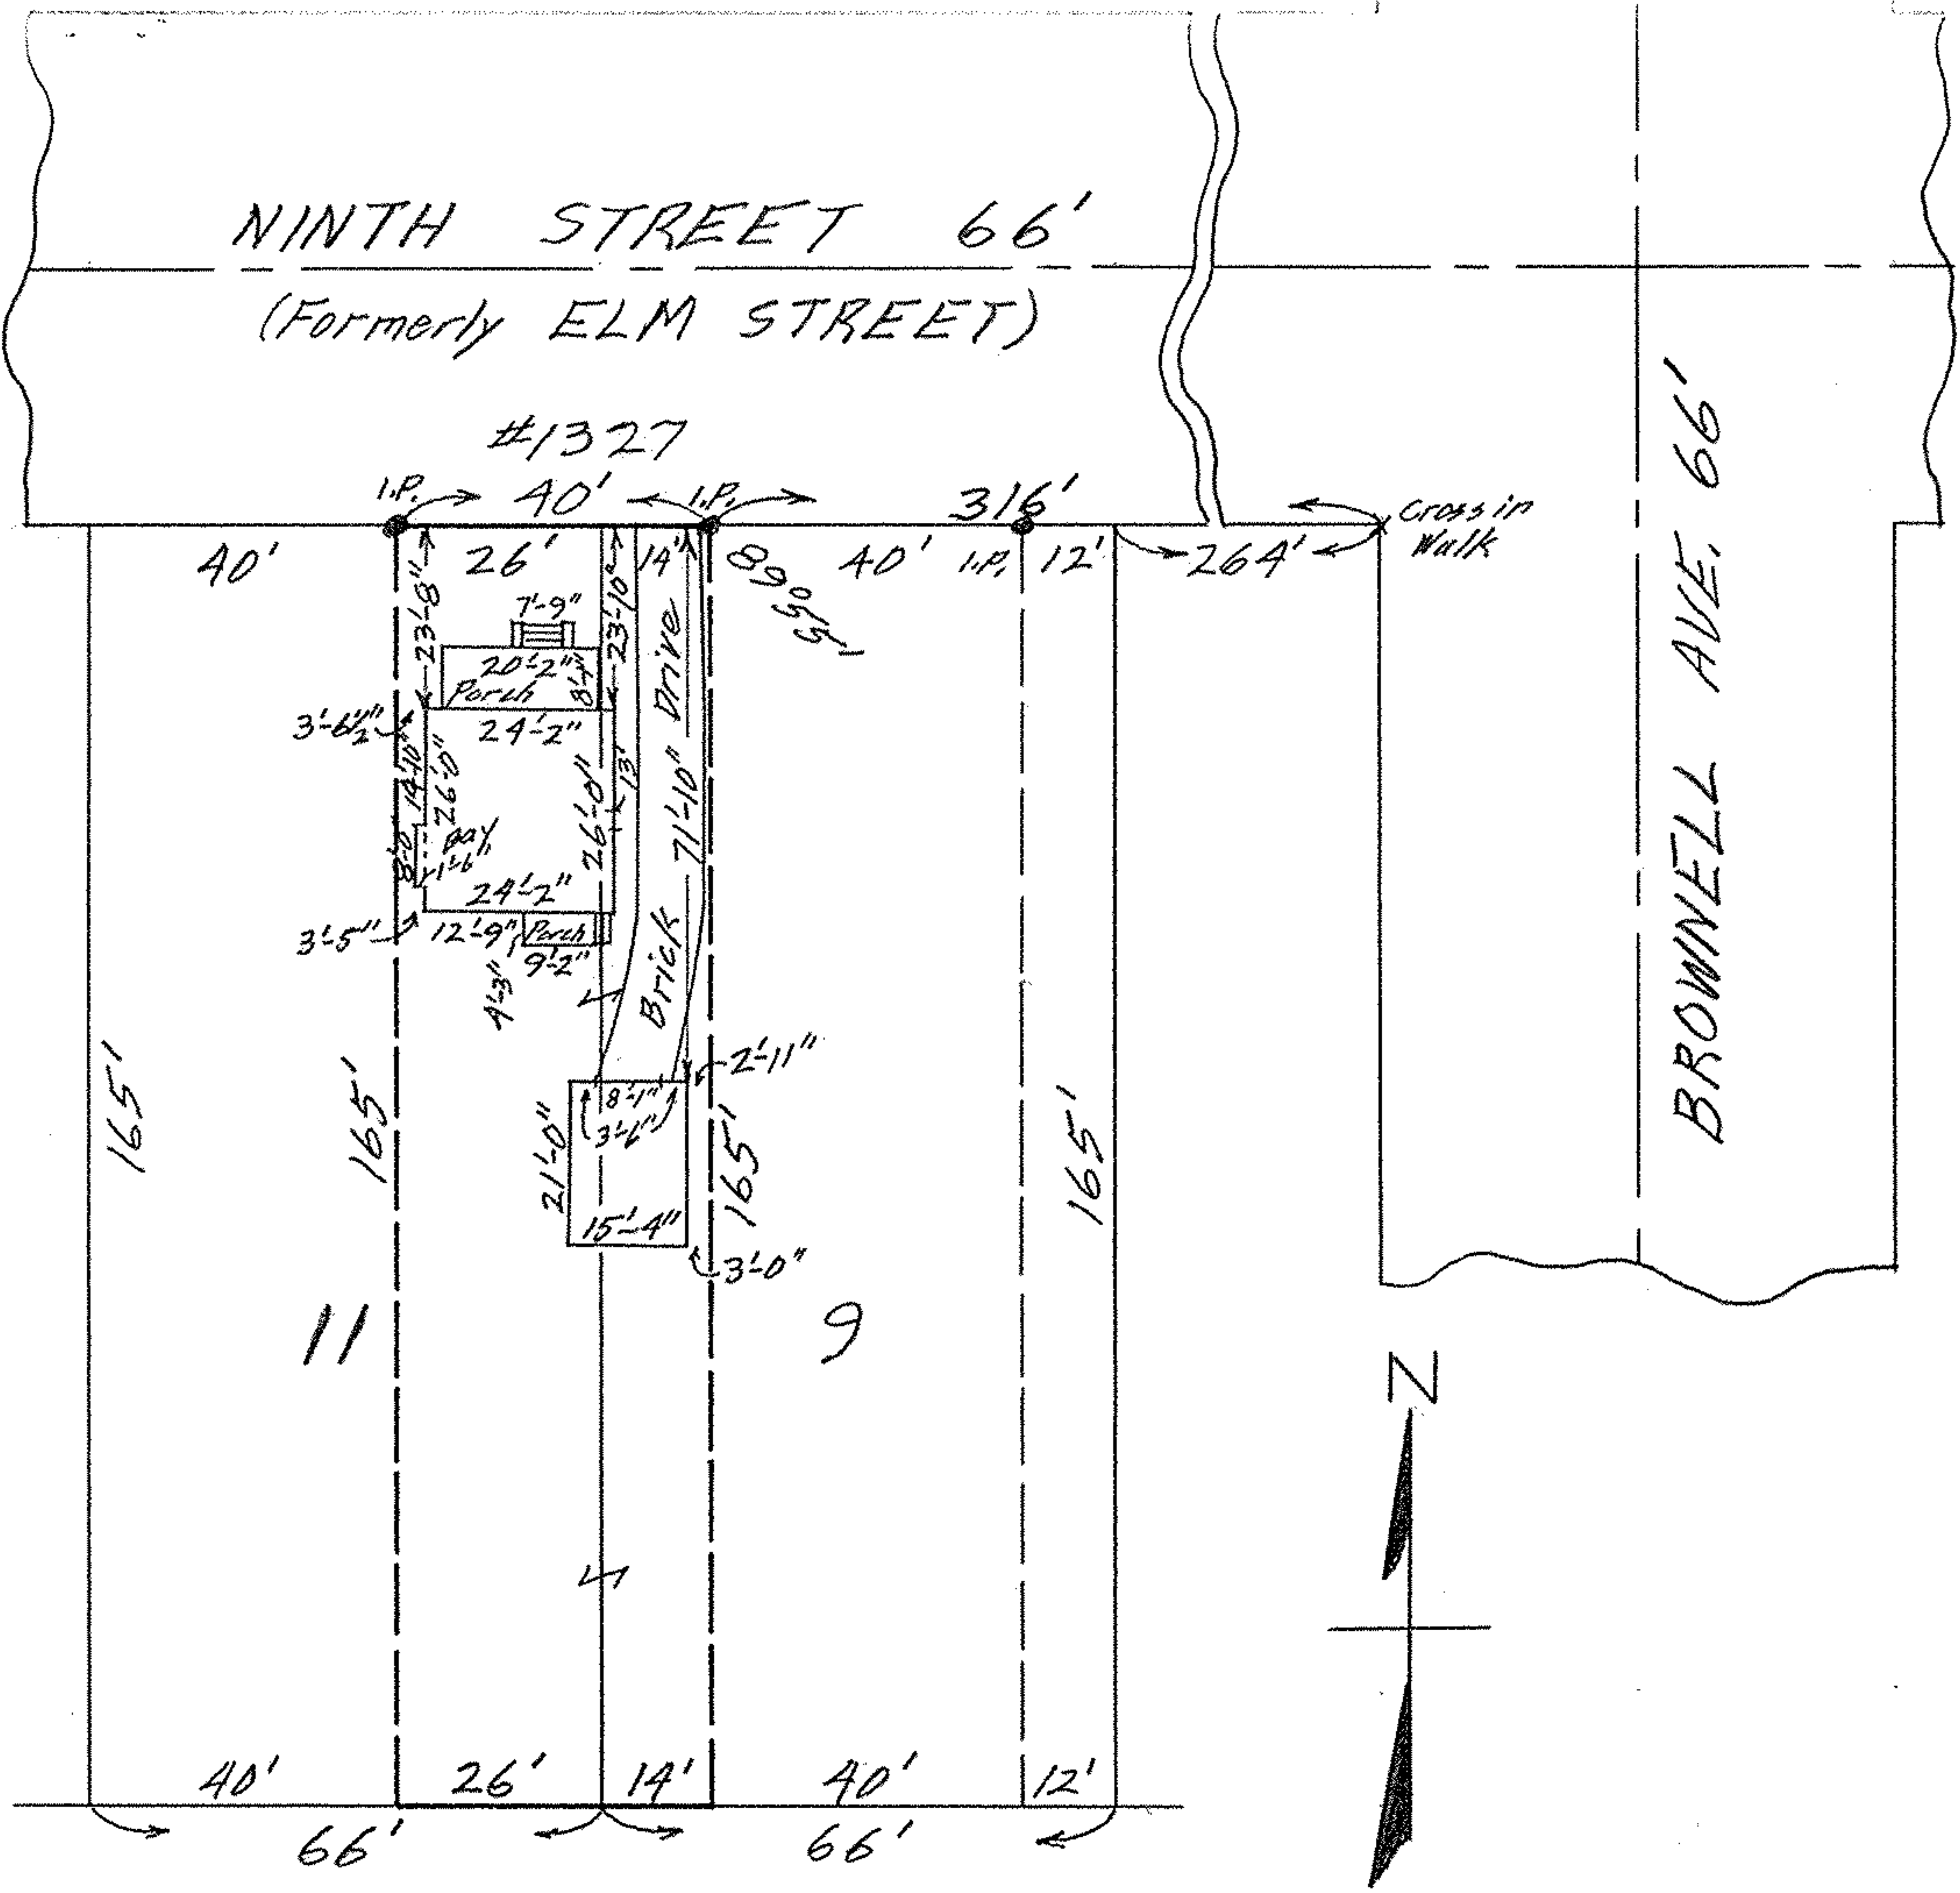 NINTH STREET 66'
(Formerly ELM STREET)
#1327
I.P. 40' I.P. 316'
Cross in
Walk
40' 26' 14' 40' I.P. 12' 264'
89°55'
BROWNELL AVE. 66'
23'-8"
23'-10"
7'-9"
20'-2"
Porch
8'-1"
3'-6½"
24'-2"
14'-10"
26'-0"
26'-0"
13'
Brick Drive
71'-10"
8'-0"
Bay
1'-6"
24'-2"
3'-5"
12'-9"
Porch
9'-2"
4'-3"
2'-11"
8'-1"
3'-6"
21'-0"
15'-4"
3'-0"
165'
165'
165'
165'
11
9
N
40' 26' 14' 40' 12'
66' 66'